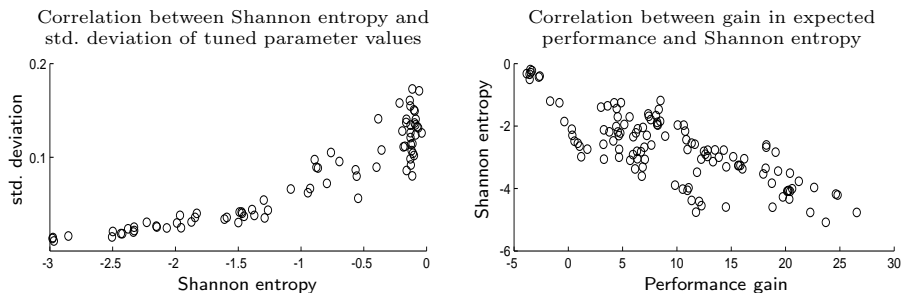 Correlation between Shannon entropy and
std. deviation of tuned parameter values
0.2
0.1
std. deviation
-3 -2.5 -2 -1.5 -1 -0.5 0
Shannon entropy
Correlation between gain in expected
performance and Shannon entropy
0
-2
-4
-6
Shannon entropy
-5 0 5 10 15 20 25 30
Performance gain